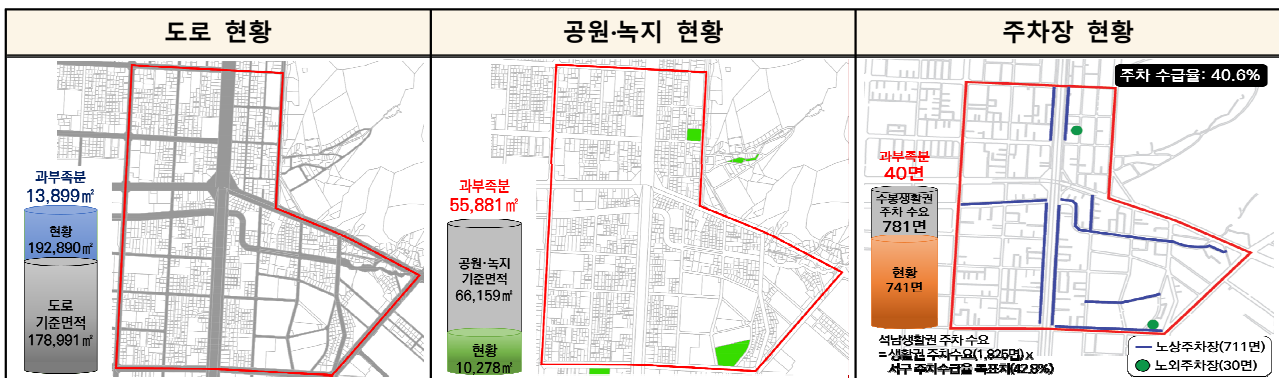 도로 현황
공원·녹지 현황
주차장 현황
과부족분
13,899㎡
현황
192,890㎡
도로
기준면적
178,991㎡
과부족분
55,881㎡
공원·녹지
기준면적
66,159㎡
현황
10,278㎡
주차 수급율: 40.6%
과부족분
40면
수봉생활권
주차 수요
781면
현황
741면
석남생활권 주차 수요
= 생활권 주차수요(1,825면) x
서구 주차수급율 목표치(42.8%)
노상주차장(711면)
노외주차장(30면)